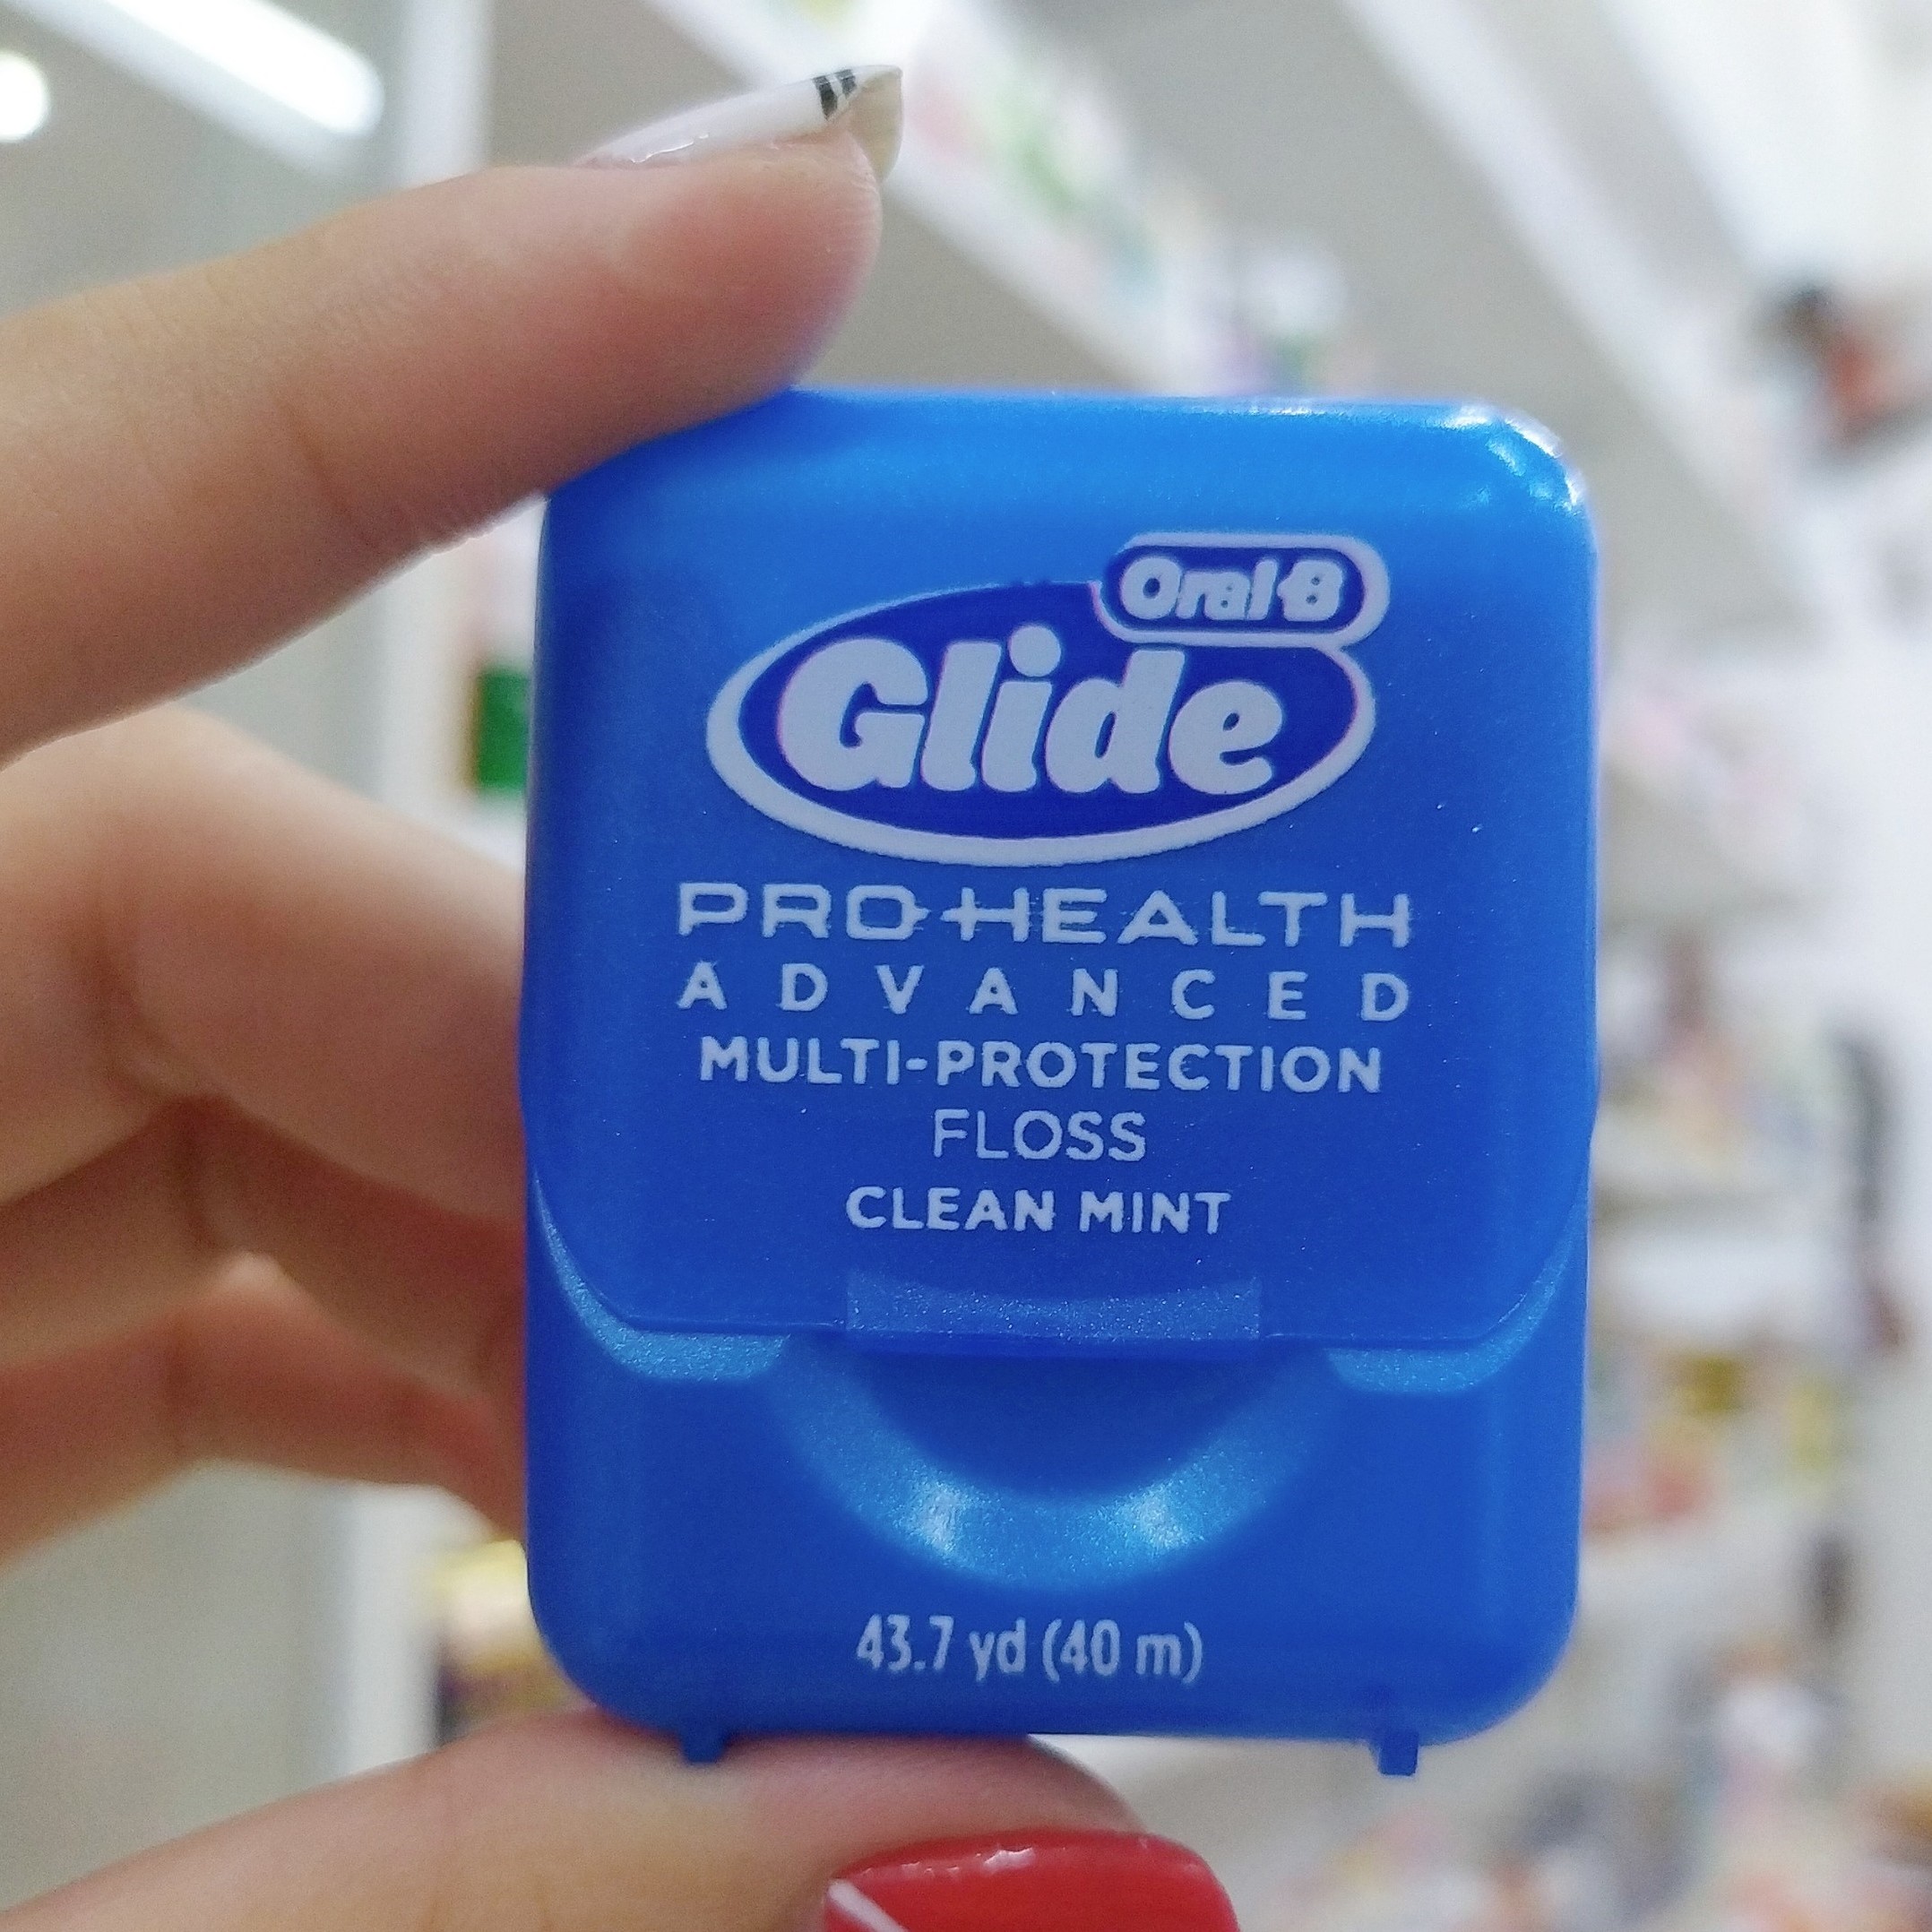 Oral-B
Glide
PRO-HEALTH
ADVANCED
MULTI-PROTECTION
FLOSS
CLEAN MINT
43.7 yd (40 m)